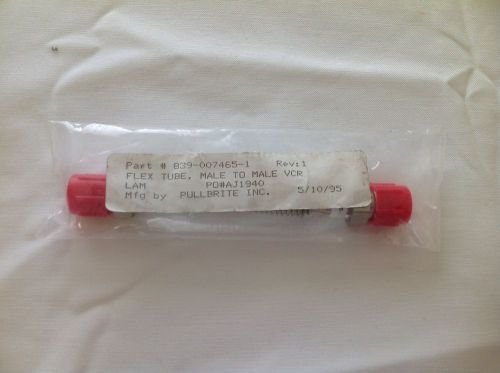 Part # 839-007465-1 Rev:1
FLEX TUBE, MALE TO MALE VCR
LAM PO#AJ1940
Mfg by PULLBRITE INC. 5/10/95